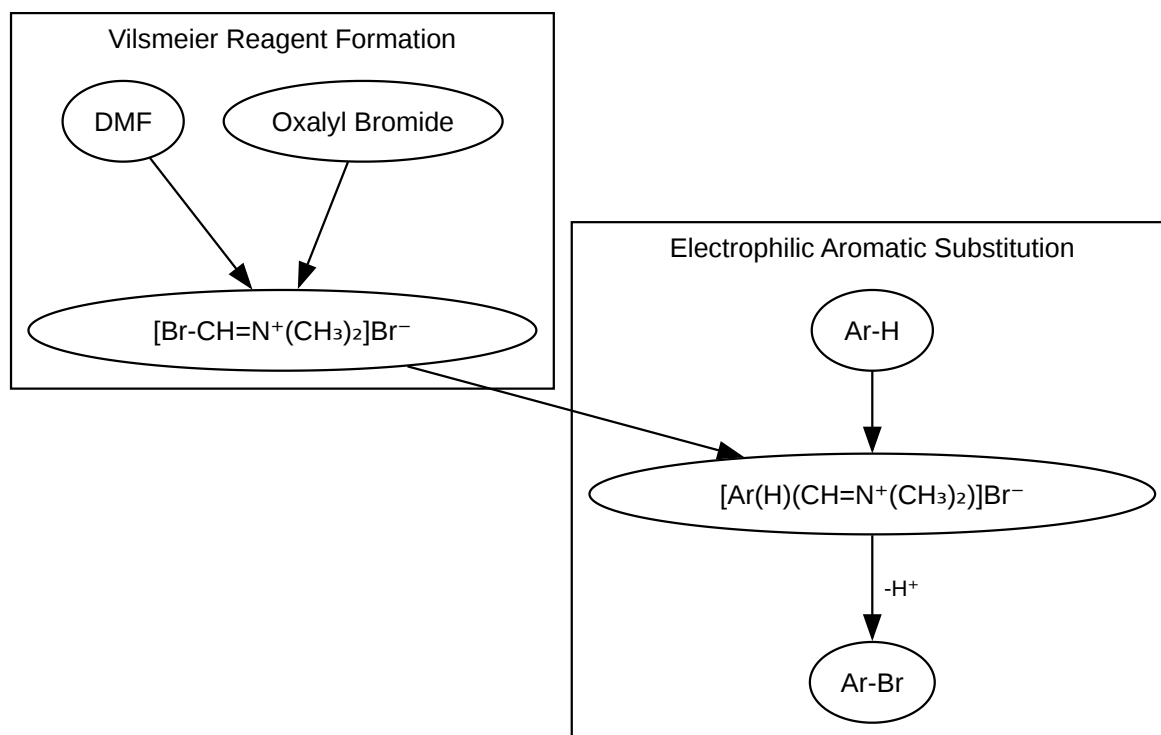 Vilsmeier Reagent Formation
DMF
Oxalyl Bromide
[Br-CH=N⁺(CH₃)₂]Br⁻
Electrophilic Aromatic Substitution
Ar-H
[Ar(H)(CH=N⁺(CH₃)₂)]Br⁻
-H⁺
Ar-Br